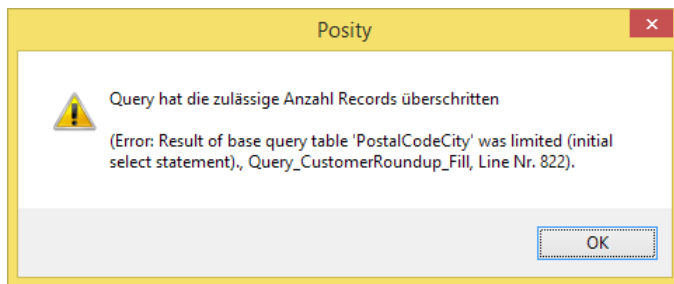 Posity
Query hat die zulässige Anzahl Records überschritten
(Error: Result of base query table 'PostalCodeCity' was limited (initial
select statement)., Query_CustomerRoundup_Fill, Line Nr. 822).
OK